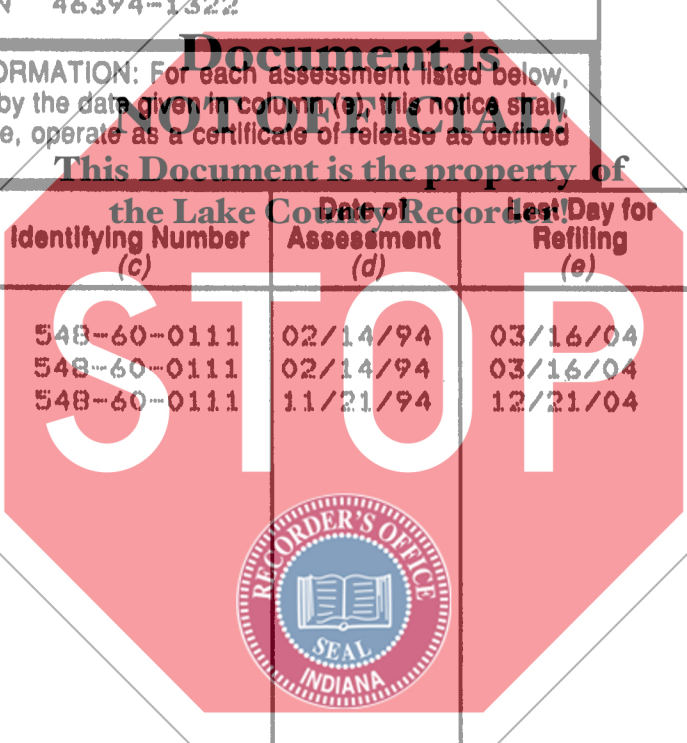 N 46394-1322
Document is
ORMATION: For each assessment listed below,
by the date given in column (e), this notice shall,
NOT OFFICIAL!
e, operate as a certificate of release as defined
This Document is the property of
the Lake County Recorder!
Identifying Number
(c)
Date of
Assessment
(d)
Last Day for
Refiling
(e)
548-60-0111 02/14/94 03/16/04
548-60-0111 02/14/94 03/16/04
548-60-0111 11/21/94 12/21/04
STOP
RECORDER'S OFFICE
SEAL
INDIANA